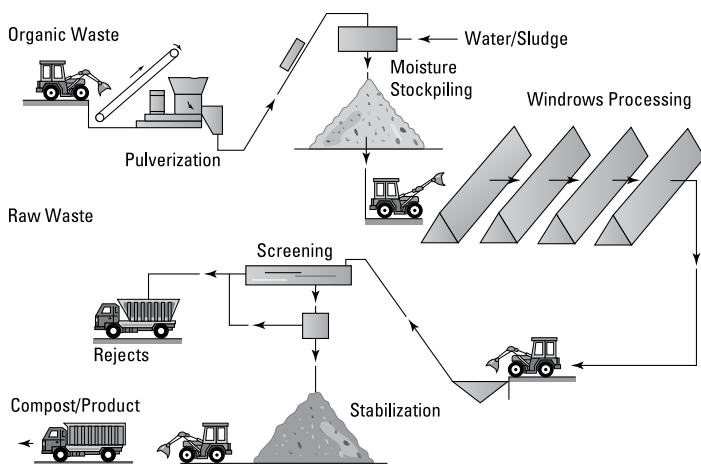 Organic Waste
Water/Sludge
Moisture
Stockpiling
Windrows Processing
Pulverization
Raw Waste
Screening
Rejects
Compost/Product
Stabilization